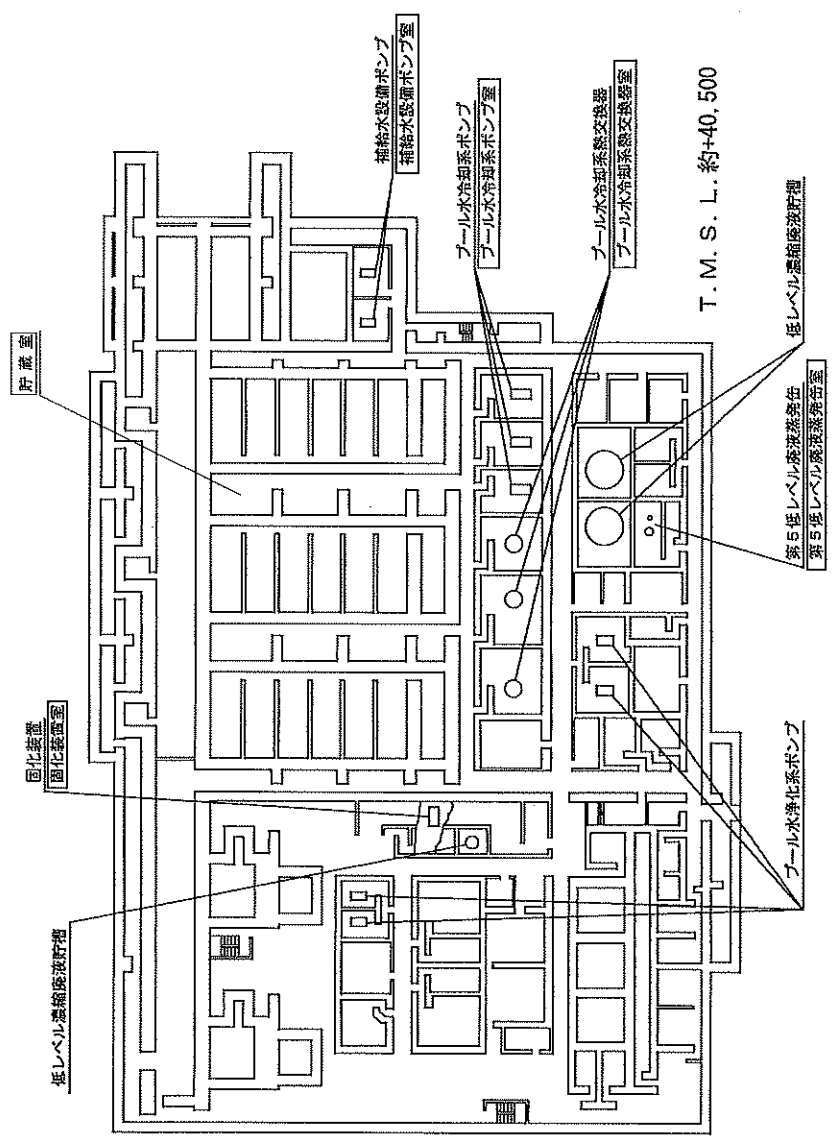 補給水設備ポンプ
補給水設備ポンプ室
プール水冷却系ポンプ
プール水冷却系ポンプ室
プール水冷却系熱交換器
プール水冷却系熱交換器室
T.M.S.L.約+40,500
貯蔵室
低レベル濃縮廃液貯槽
第5低レベル廃液蒸発缶
第5低レベル廃液蒸発缶室
固化装置
固化装置室
プール水浄化系ポンプ
低レベル濃縮廃液貯槽